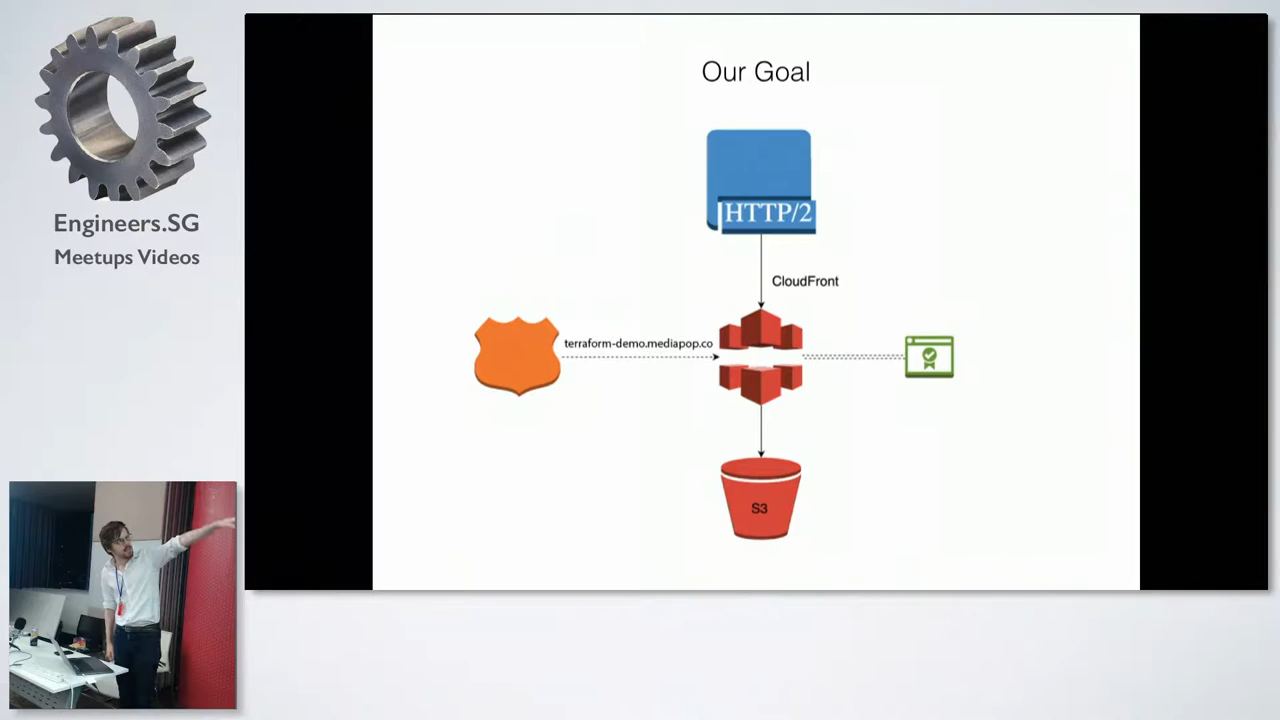 Engineers.SG
Meetups Videos
Our Goal
HTTP/2
CloudFront
terraform-demo.mediapop.co
S3